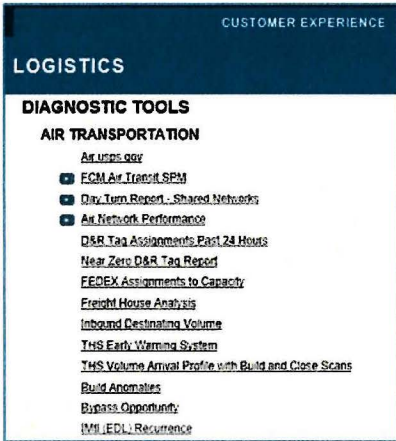 CUSTOMER EXPERIENCE
LOGISTICS
DIAGNOSTIC TOOLS
AIR TRANSPORTATION
Air.usps.gov
FCM Air Transit SPM
Day Turn Report - Shared Networks
Air Network Performance
D&R Tag Assignments Past 24 Hours
Near Zero D&R Tag Report
FEDEX Assignments to Capacity
Freight House Analysis
Inbound Destinating Volume
THS Early Warning System
THS Volume Arrival Profile with Build and Close Scans
Build Anomalies
Bypass Opportunity
IMII (EDL) Recurrence